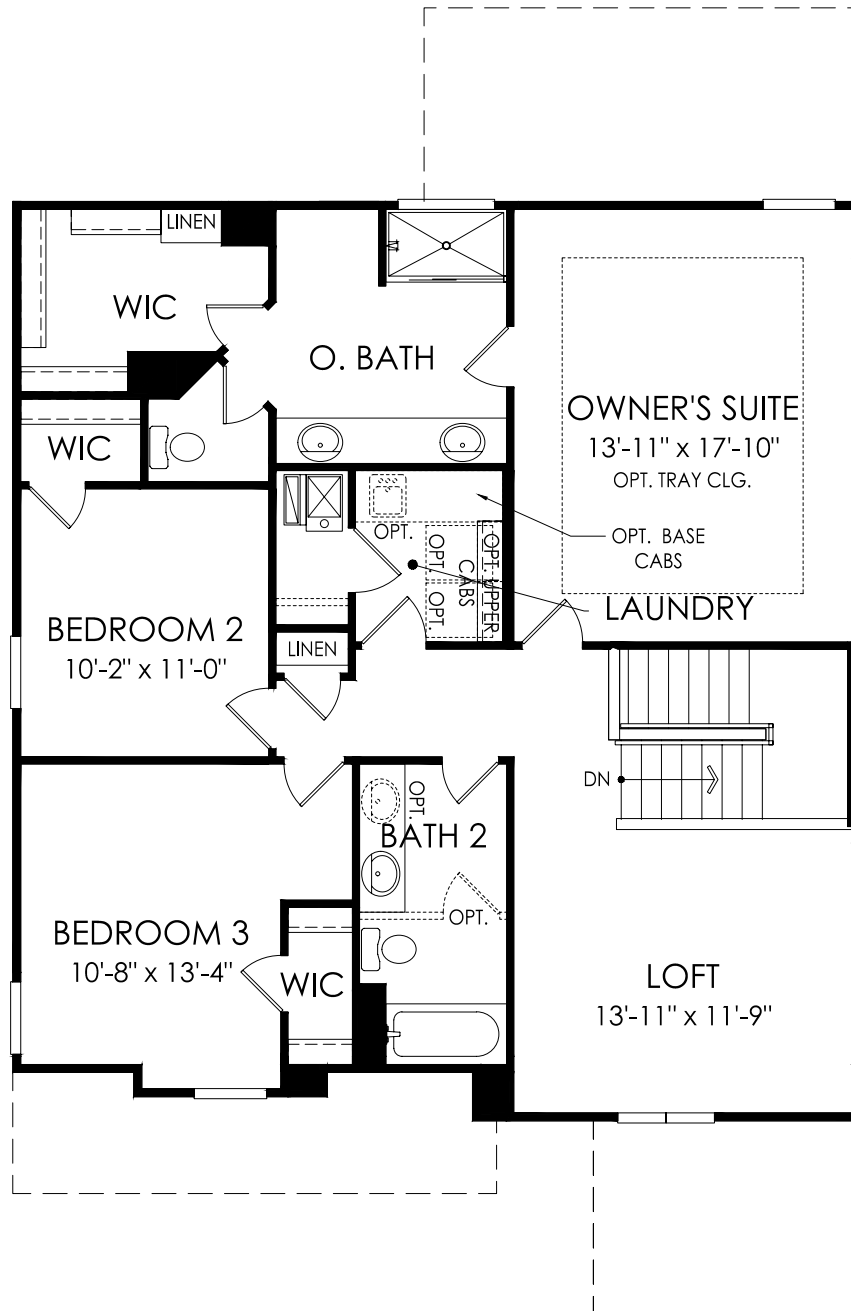 LINEN
WIC
O. BATH
OWNER'S SUITE
13'-11" x 17'-10"
OPT. TRAY CLG.
WIC
OPT.
OPT. BASE
CABS
OPT.
OPT.
CABS
OPT. UPPER
LAUNDRY
BEDROOM 2
10'-2" x 11'-0"
LINEN
DN
OPT.
BATH 2
OPT.
BEDROOM 3
10'-8" x 13'-4"
WIC
LOFT
13'-11" x 11'-9"